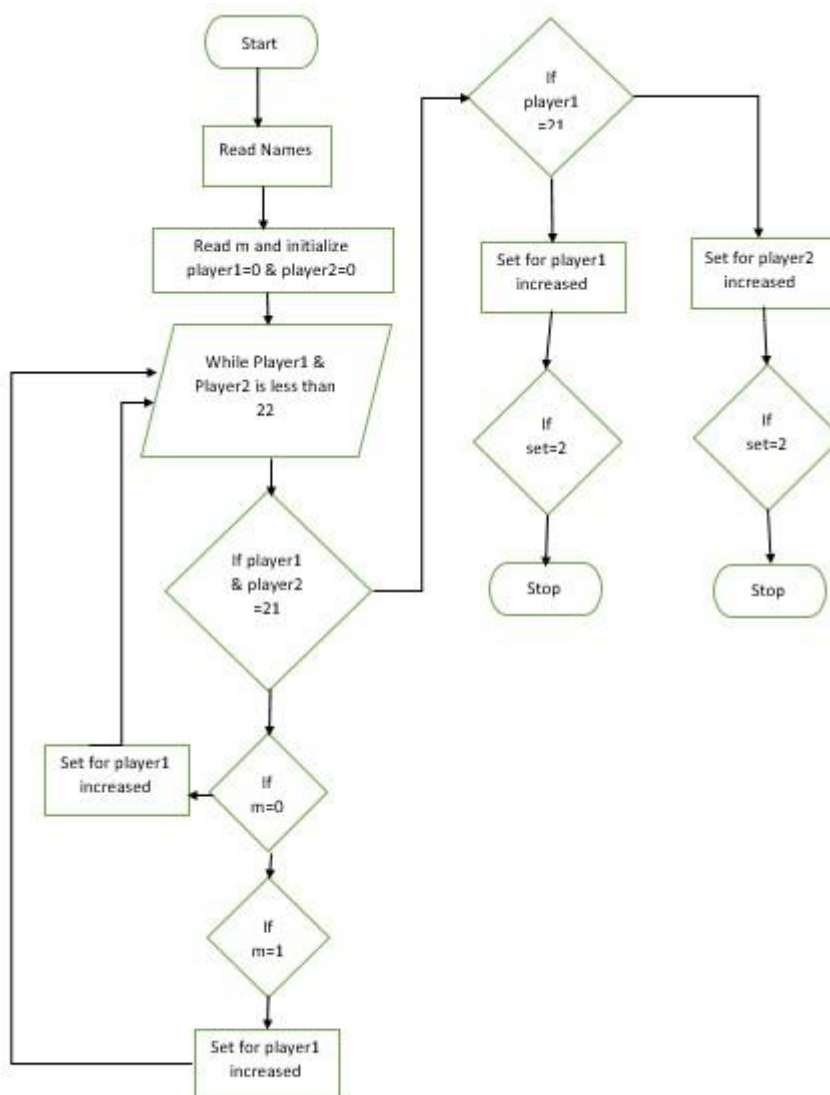 Start
Read Names
Read m and initialize
player1=0 & player2=0
While Player1 &
Player2 is less than
22
If player1
& player2
=21
If
m=0
Set for player1
increased
If
m=1
Set for player1
increased
If
player1
=21
Set for player1
increased
If
set=2
Stop
Set for player2
increased
If
set=2
Stop